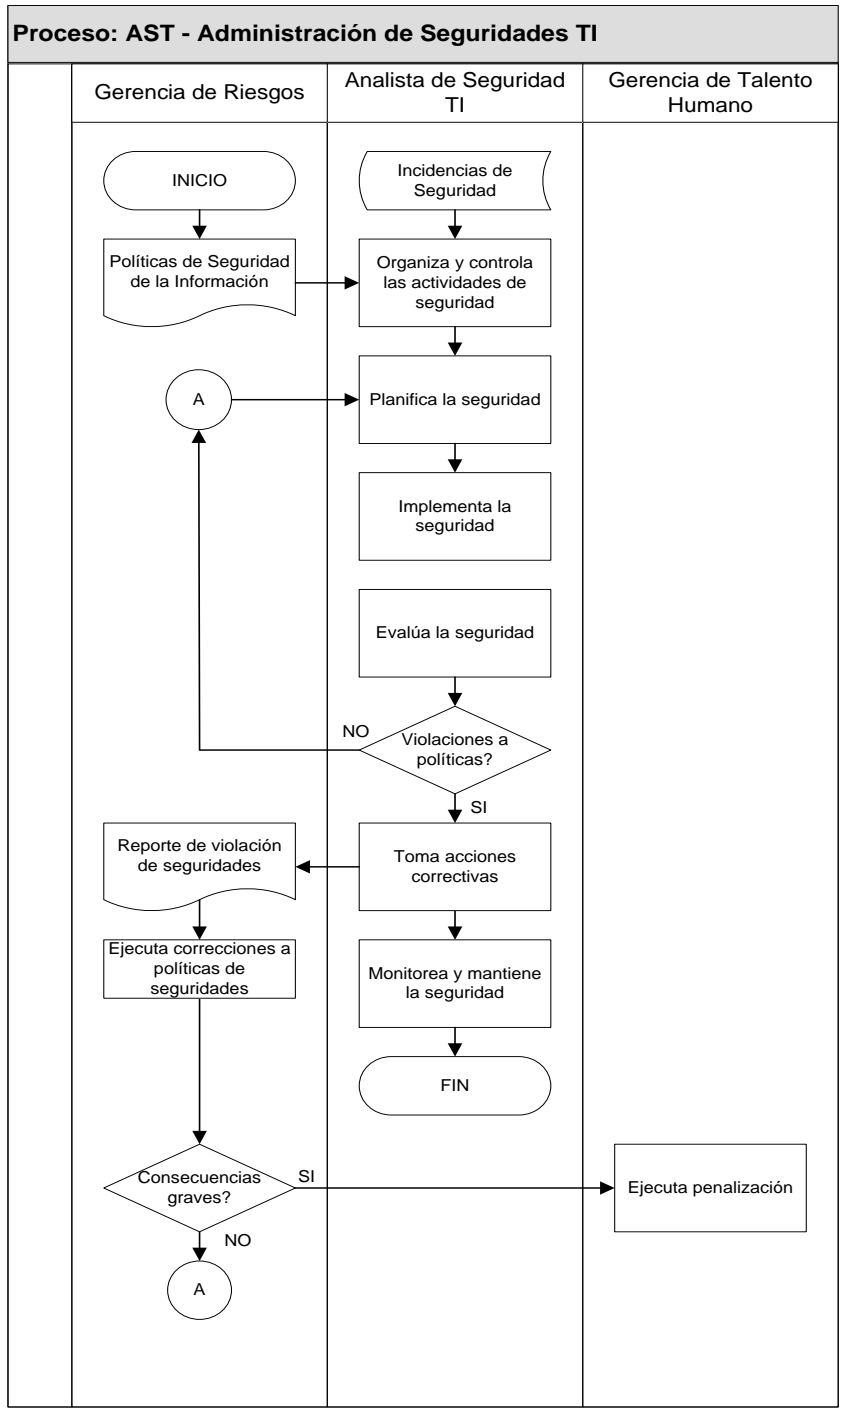 Proceso: AST - Administración de Seguridades TI
Gerencia de Riesgos
Analista de Seguridad
TI
Gerencia de Talento
Humano
INICIO
Incidencias de
Seguridad
Políticas de Seguridad
de la Información
Organiza y controla
las actividades de
seguridad
A
Planifica la seguridad
Implementa la
seguridad
Evalúa la seguridad
NO
Violaciones a
políticas?
SI
Reporte de violación
de seguridades
Toma acciones
correctivas
Ejecuta correcciones a
políticas de
seguridades
Monitorea y mantiene
la seguridad
FIN
Consecuencias
graves?
SI
Ejecuta penalización
NO
A